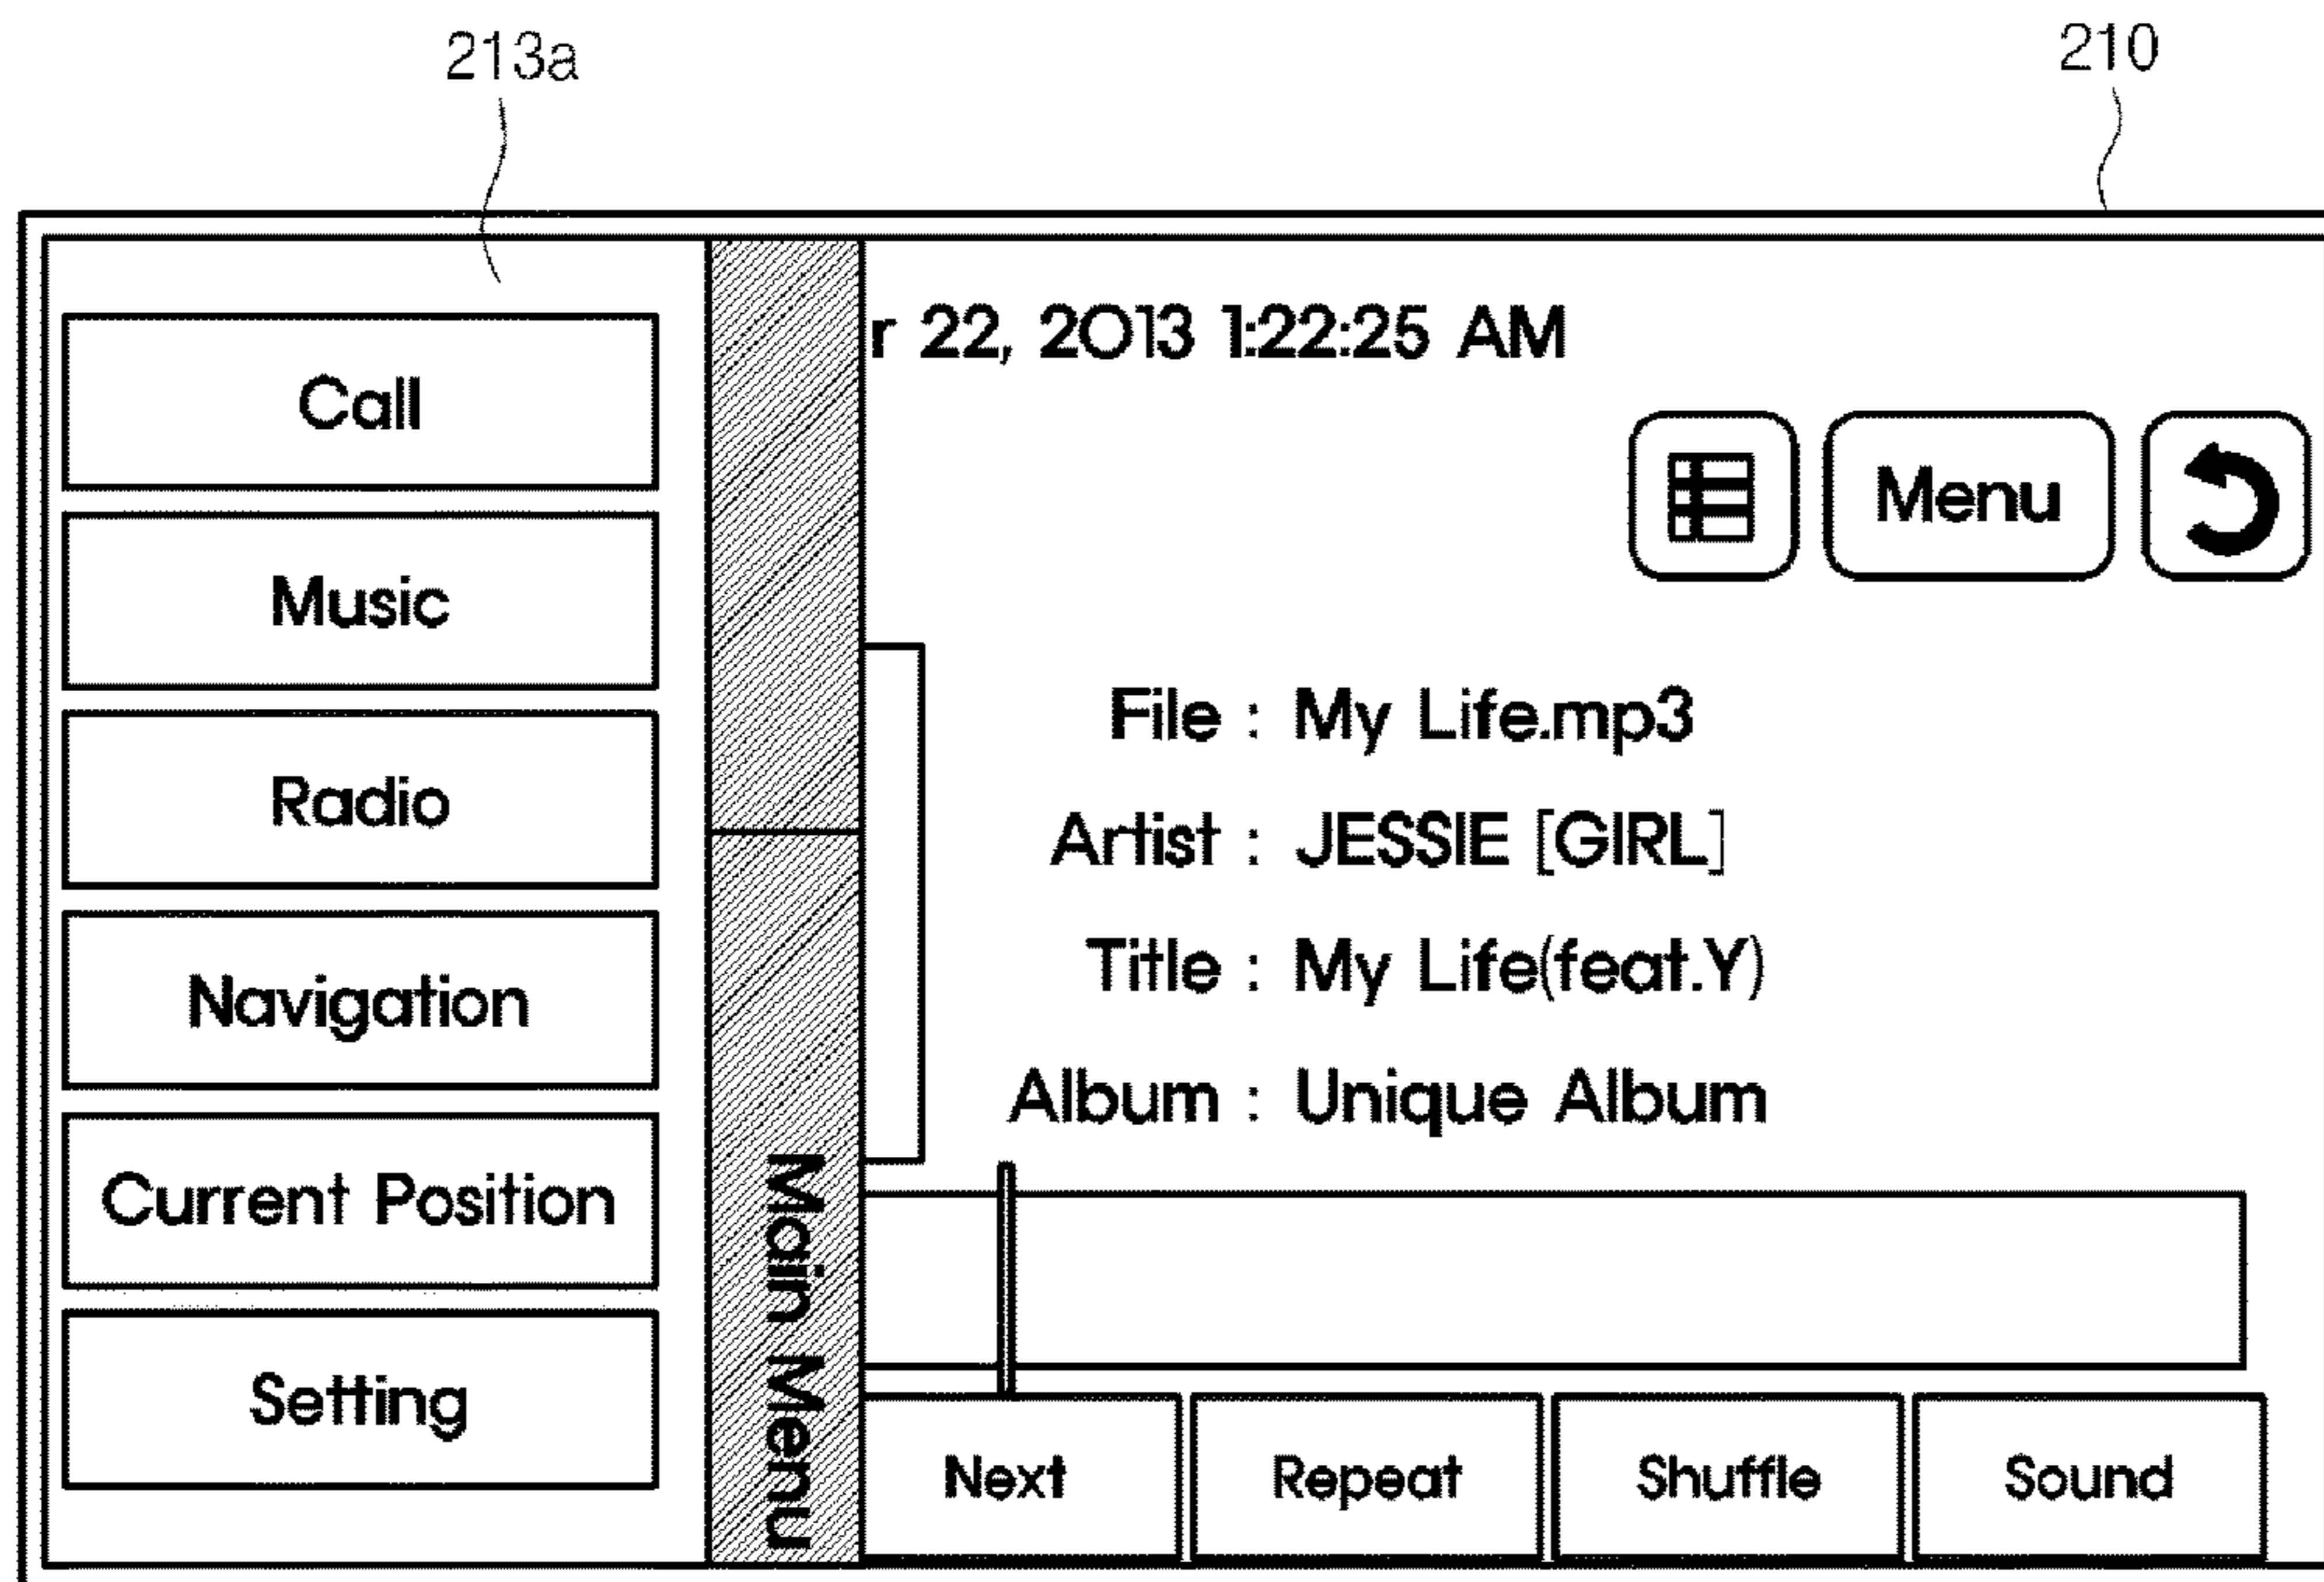 213a
210
r 22, 2013 1:22:25 AM
Menu
Call
Music
Radio
Navigation
Current Position
Setting
Main Menu
File : My Life.mp3
Artist : JESSIE [GIRL]
Title : My Life(feat.Y)
Album : Unique Album
Next
Repeat
Shuffle
Sound